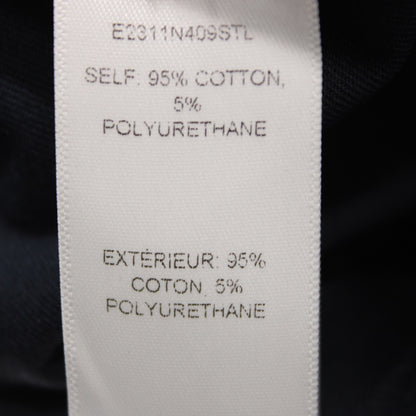 E2311N409STL
SELF: 95% COTTON,
5%
POLYURETHANE
EXTÉRIEUR: 95%
COTON, 5%
POLYURETHANE